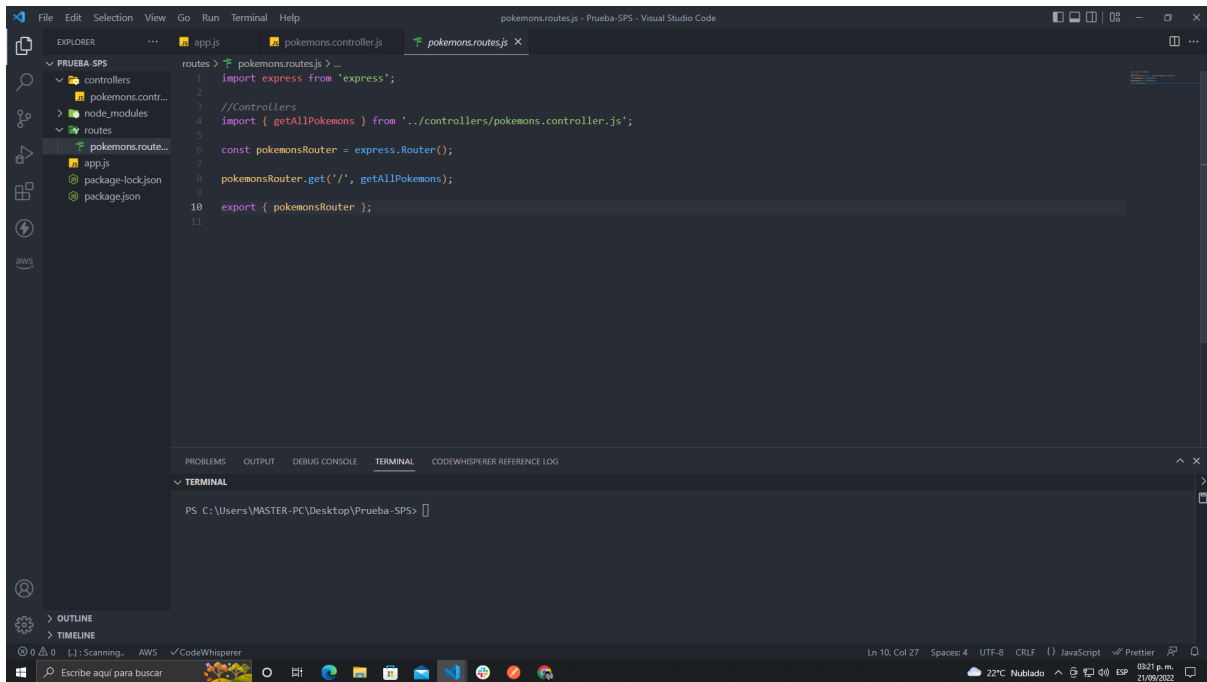 File Edit Selection View Go Run Terminal Help
pokemons.routes.js - Prueba-SPS - Visual Studio Code
EXPLORER ...
JS app.js
JS pokemons.controller.js
pokemons.routes.js ×
PRUEBA-SPS
controllers
JS pokemons.contr...
node_modules
routes
pokemons.route...
JS app.js
package-lock.json
package.json
aws
OUTLINE
TIMELINE
routes > pokemons.routes.js > ...
1 import express from 'express';
2
3 //Controllers
4 import { getAllPokemons } from '../controllers/pokemons.controller.js';
5
6 const pokemonsRouter = express.Router();
7
8 pokemonsRouter.get('/', getAllPokemons);
9
10 export { pokemonsRouter };
11
PROBLEMS OUTPUT DEBUG CONSOLE TERMINAL CODEWHISPERER REFERENCE LOG
TERMINAL
PS C:\Users\MASTER-PC\Desktop\Prueba-SPS>
0 0 {..} : Scanning.. AWS ✓CodeWhisperer
Ln 10, Col 27 Spaces: 4 UTF-8 CRLF {} JavaScript Prettier
Escribe aquí para buscar
22°C Nublado ESP 03:21 p. m.
21/09/2022